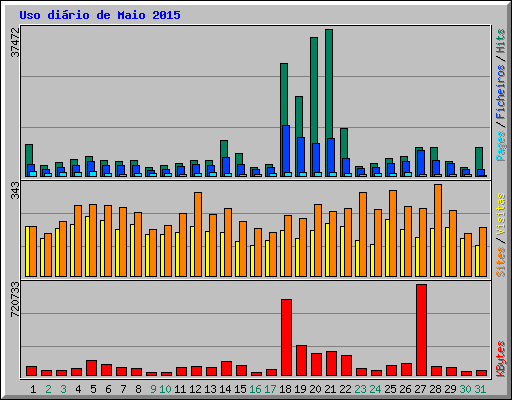 Uso diário de Maio 2015
37472
Pages / Ficheiros / Hits
343
Sites / Visitas
720733
KBytes
1 2 3 4 5 6 7 8 9 10 11 12 13 14 15 16 17 18 19 20 21 22 23 24 25 26 27 28 29 30 31